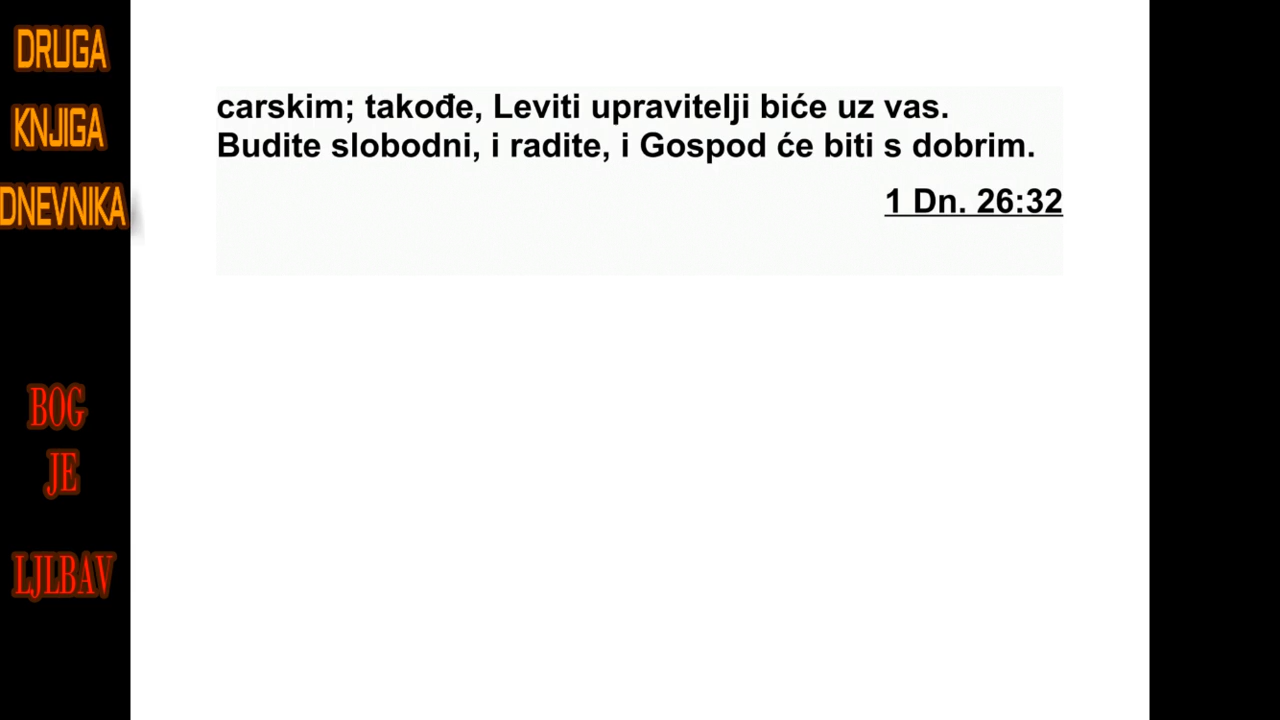 DRUGA
KNJIGA
DNEVNIKA
BOG
JE
LJLBAV
carskim; takođe, Leviti upravitelji biće uz vas.
Budite slobodni, i radite, i Gospod će biti s dobrim.
1 Dn. 26:32